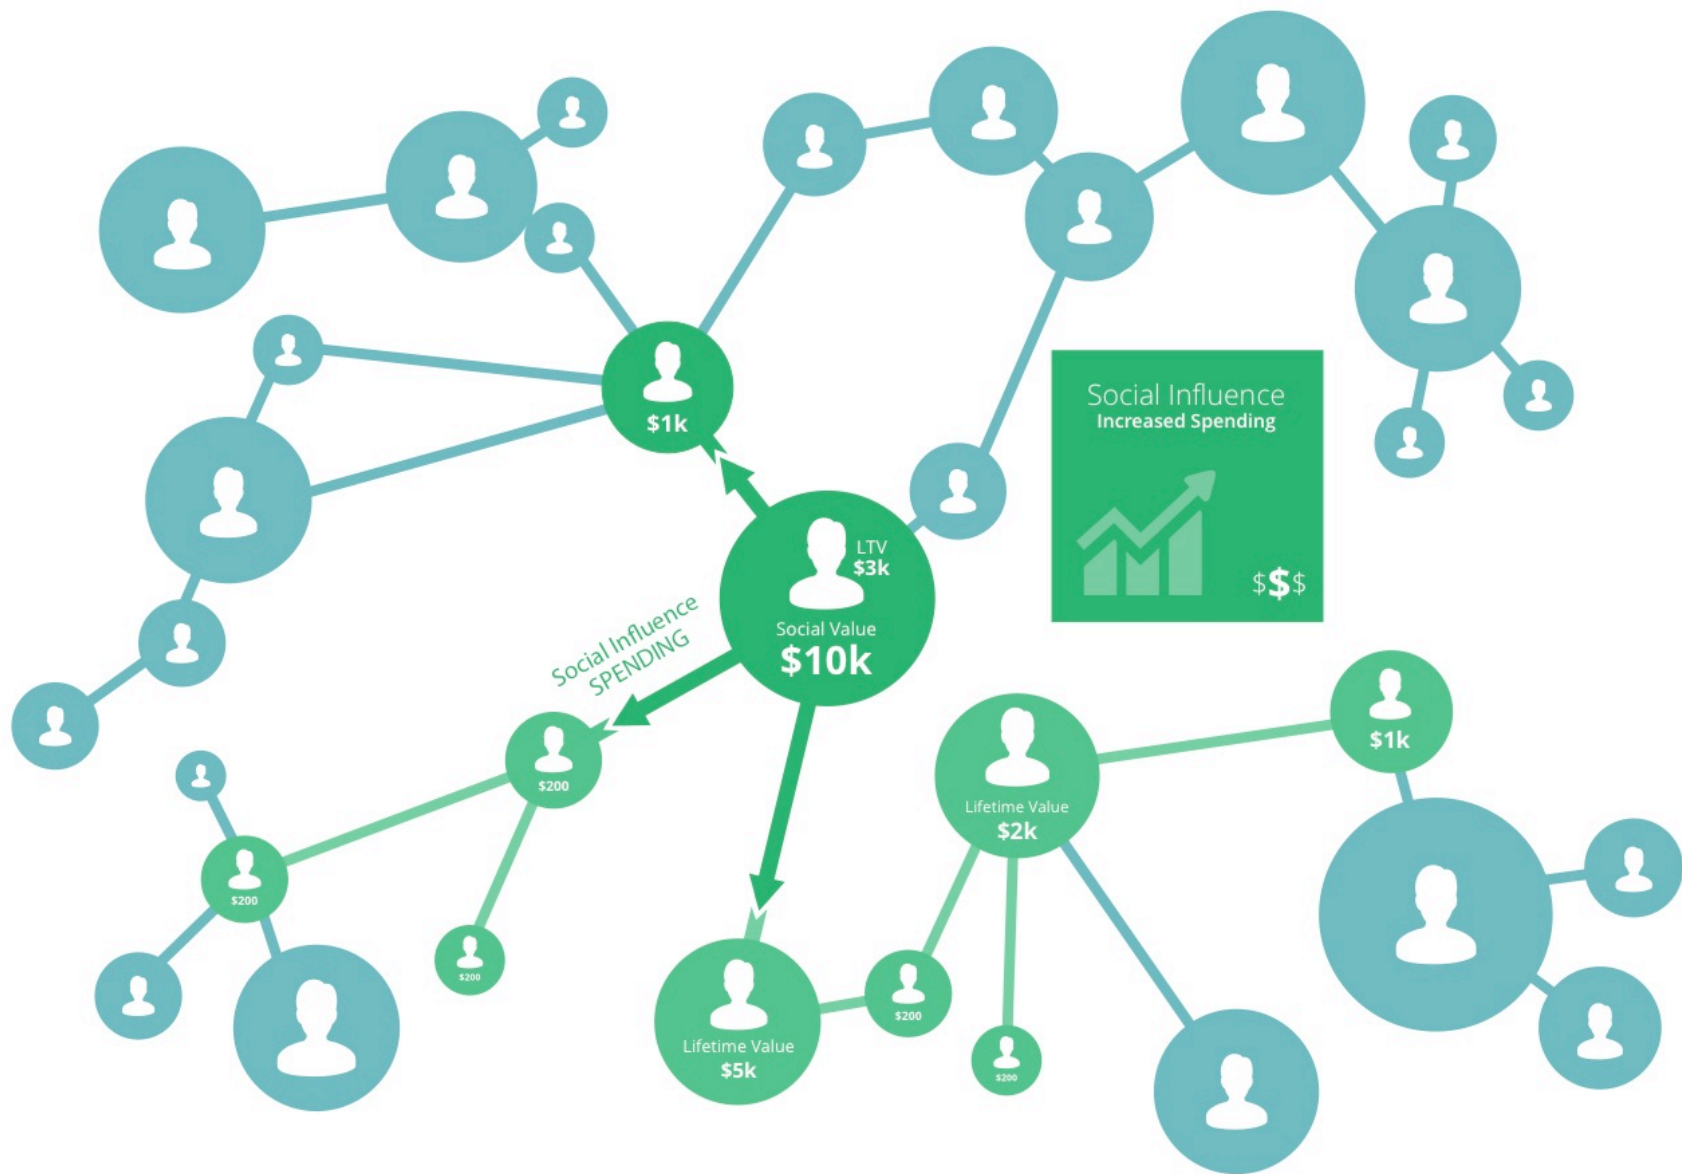 Social Influence
Increased Spending
$$$
$1k
LTV
$3k
Social Value
$10k
Social Influence
SPENDING
$200
$200
$200
Lifetime Value
$5k
$200
Lifetime Value
$2k
$200
$1k